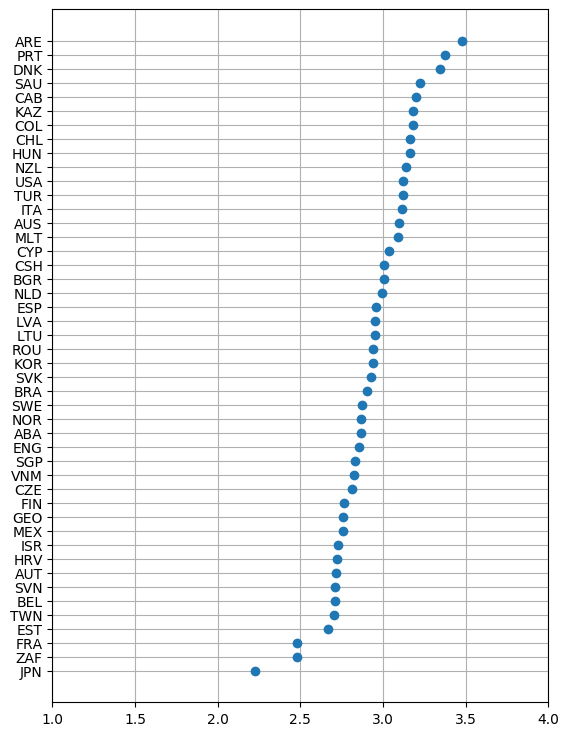 ARE
PRT
DNK
SAU
CAB
KAZ
COL
CHL
HUN
NZL
USA
TUR
ITA
AUS
MLT
CYP
CSH
BGR
NLD
ESP
LVA
LTU
ROU
KOR
SVK
BRA
SWE
NOR
ABA
ENG
SGP
VNM
CZE
FIN
GEO
MEX
ISR
HRV
AUT
SVN
BEL
TWN
EST
FRA
ZAF
JPN
1.0 1.5 2.0 2.5 3.0 3.5 4.0